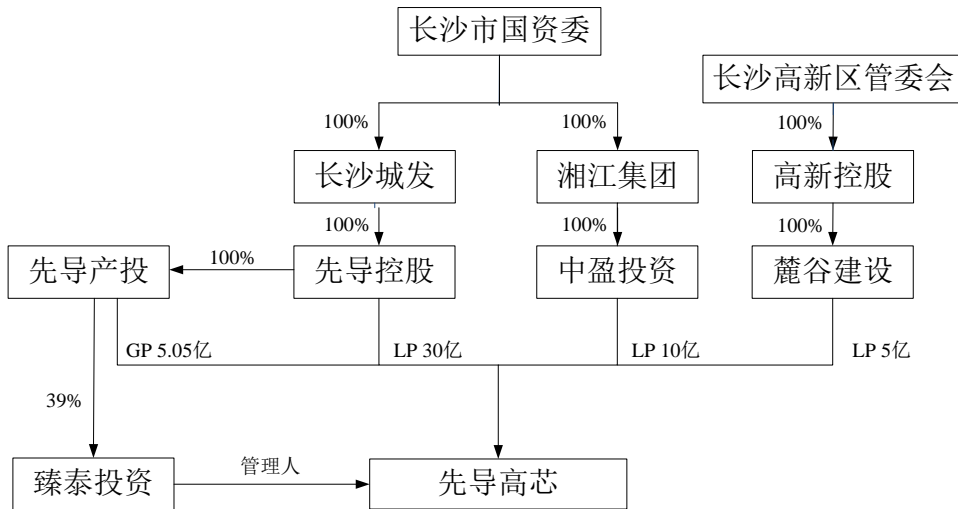 长沙市国资委
长沙高新区管委会
100%
100%
100%
长沙城发
湘江集团
高新控股
100%
100%
100%
100%
先导产投
先导控股
中盈投资
麓谷建设
GP 5.05亿
LP 30亿
LP 10亿
LP 5亿
39%
臻泰投资
管理人
先导高芯